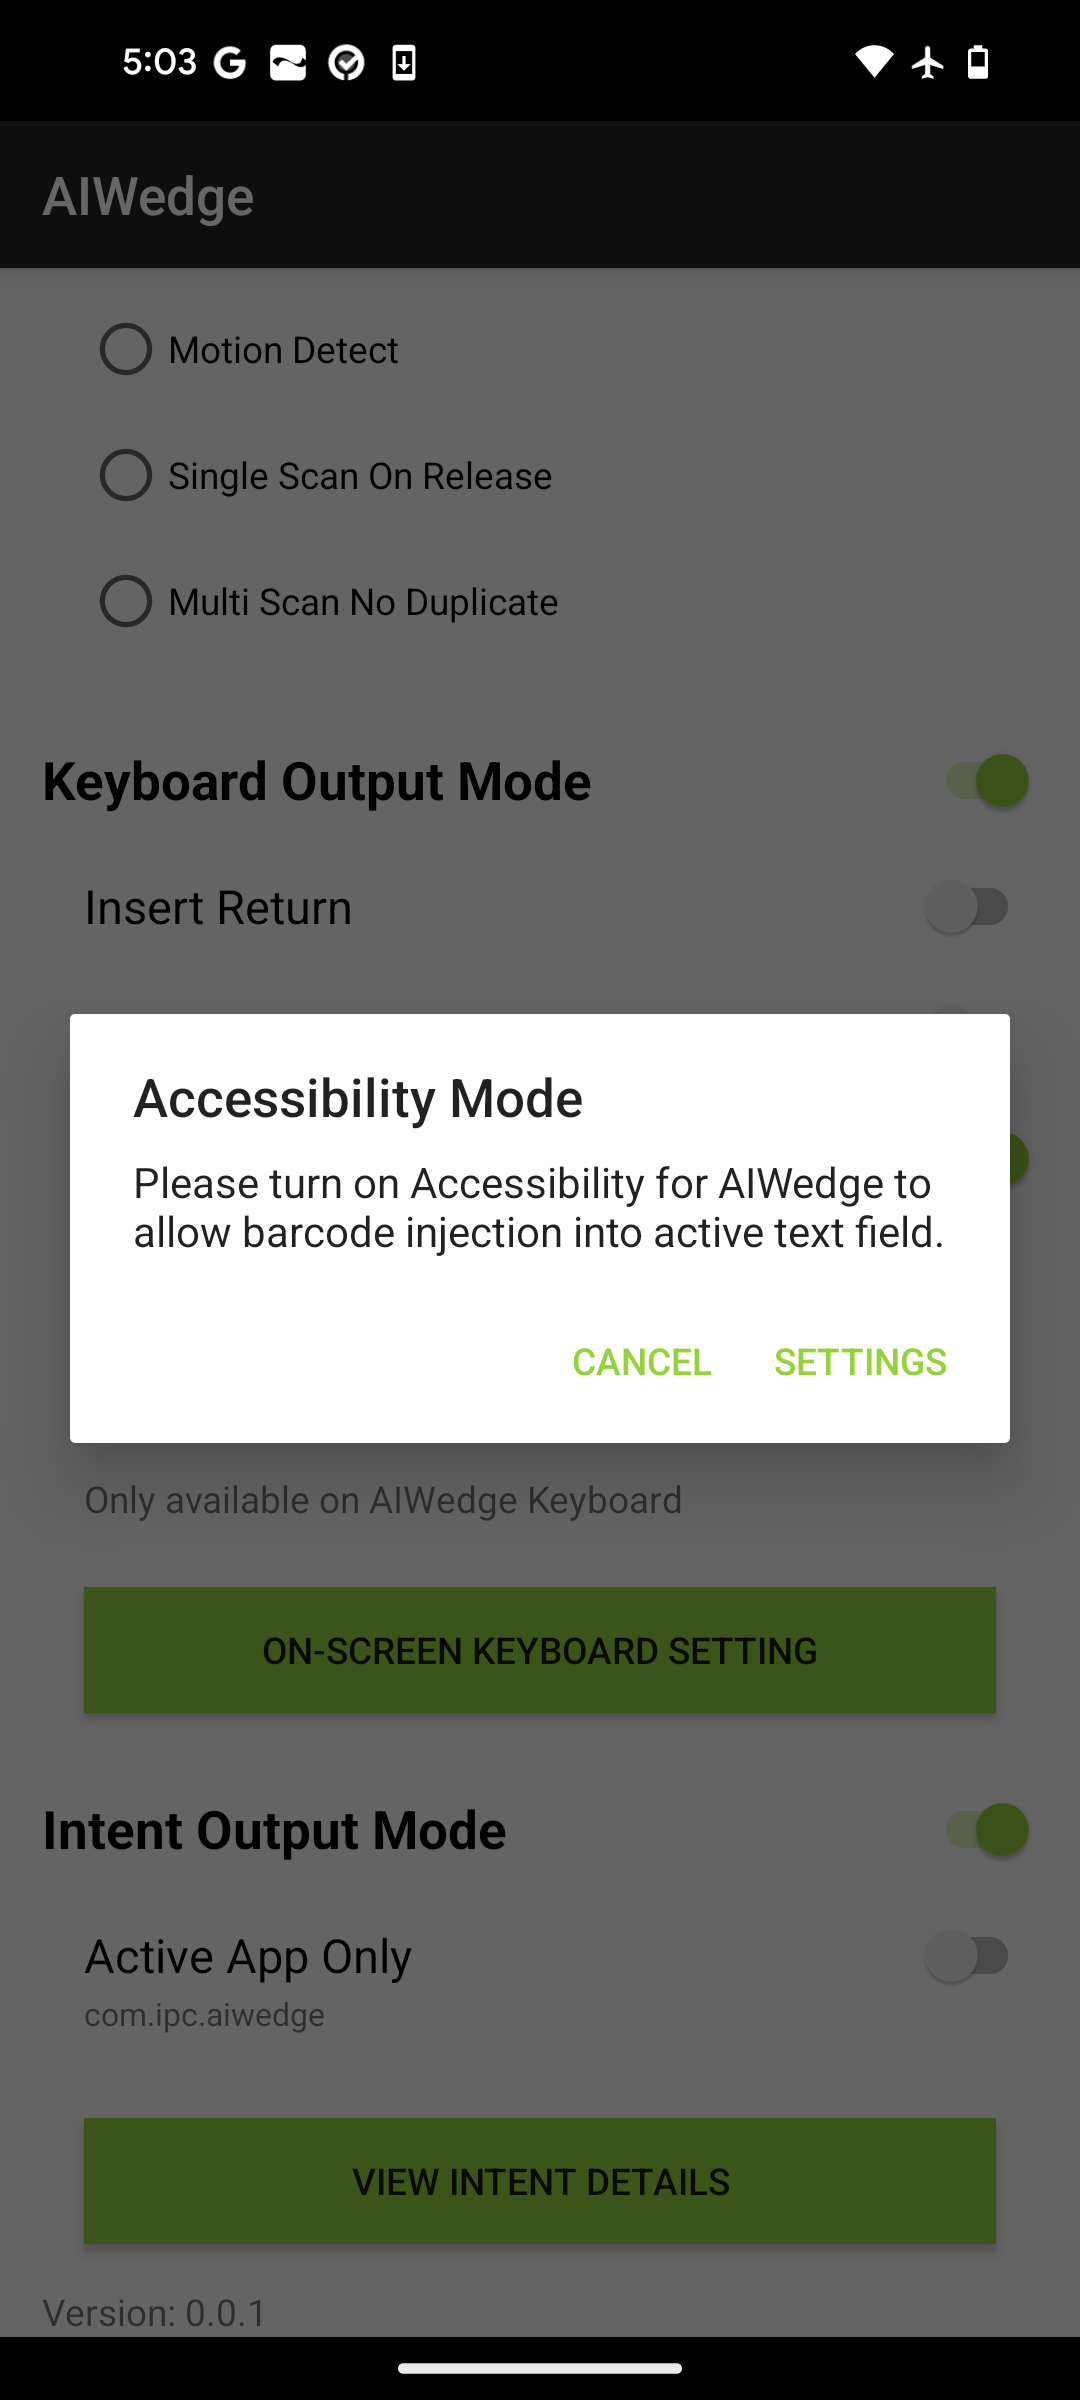 5:03
AIWedge
Motion Detect
Single Scan On Release
Multi Scan No Duplicate
Keyboard Output Mode
Insert Return
Accessibility Mode
Please turn on Accessibility for AIWedge to
allow barcode injection into active text field.
CANCEL SETTINGS
Only available on AIWedge Keyboard
ON-SCREEN KEYBOARD SETTING
Intent Output Mode
Active App Only
com.ipc.aiwedge
VIEW INTENT DETAILS
Version: 0.0.1